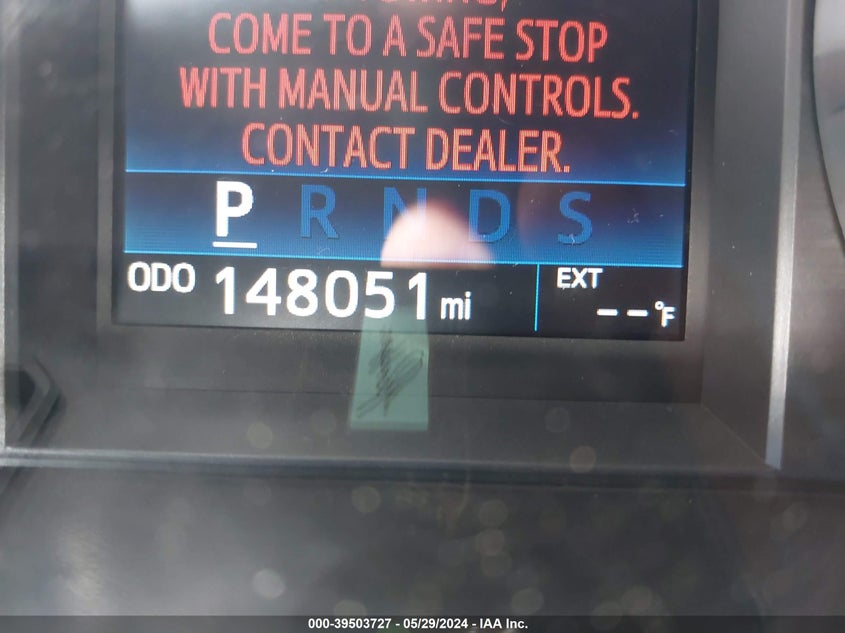 COME TO A SAFE STOP
WITH MANUAL CONTROLS.
CONTACT DEALER.
P R N D S
ODO 148051 mi
EXT
-- °F
000-39503727 - 05/29/2024 - IAA Inc.